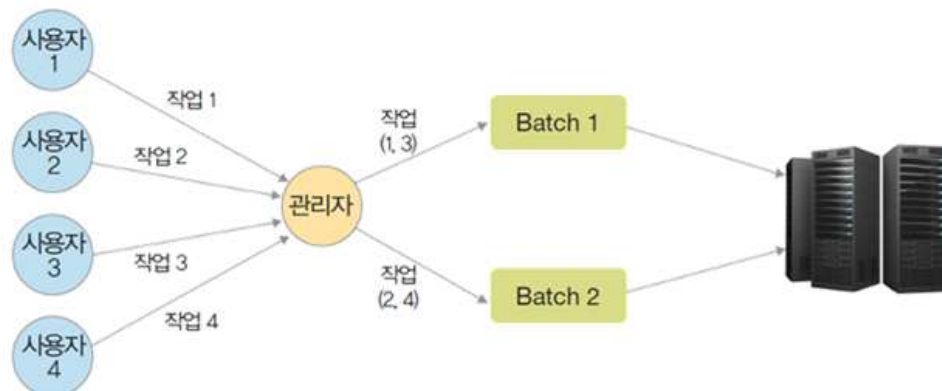 사용자
1
작업 1
사용자
2
작업 2
사용자
3
작업 3
사용자
4
작업 4
관리자
작업
(1, 3)
Batch 1
작업
(2, 4)
Batch 2